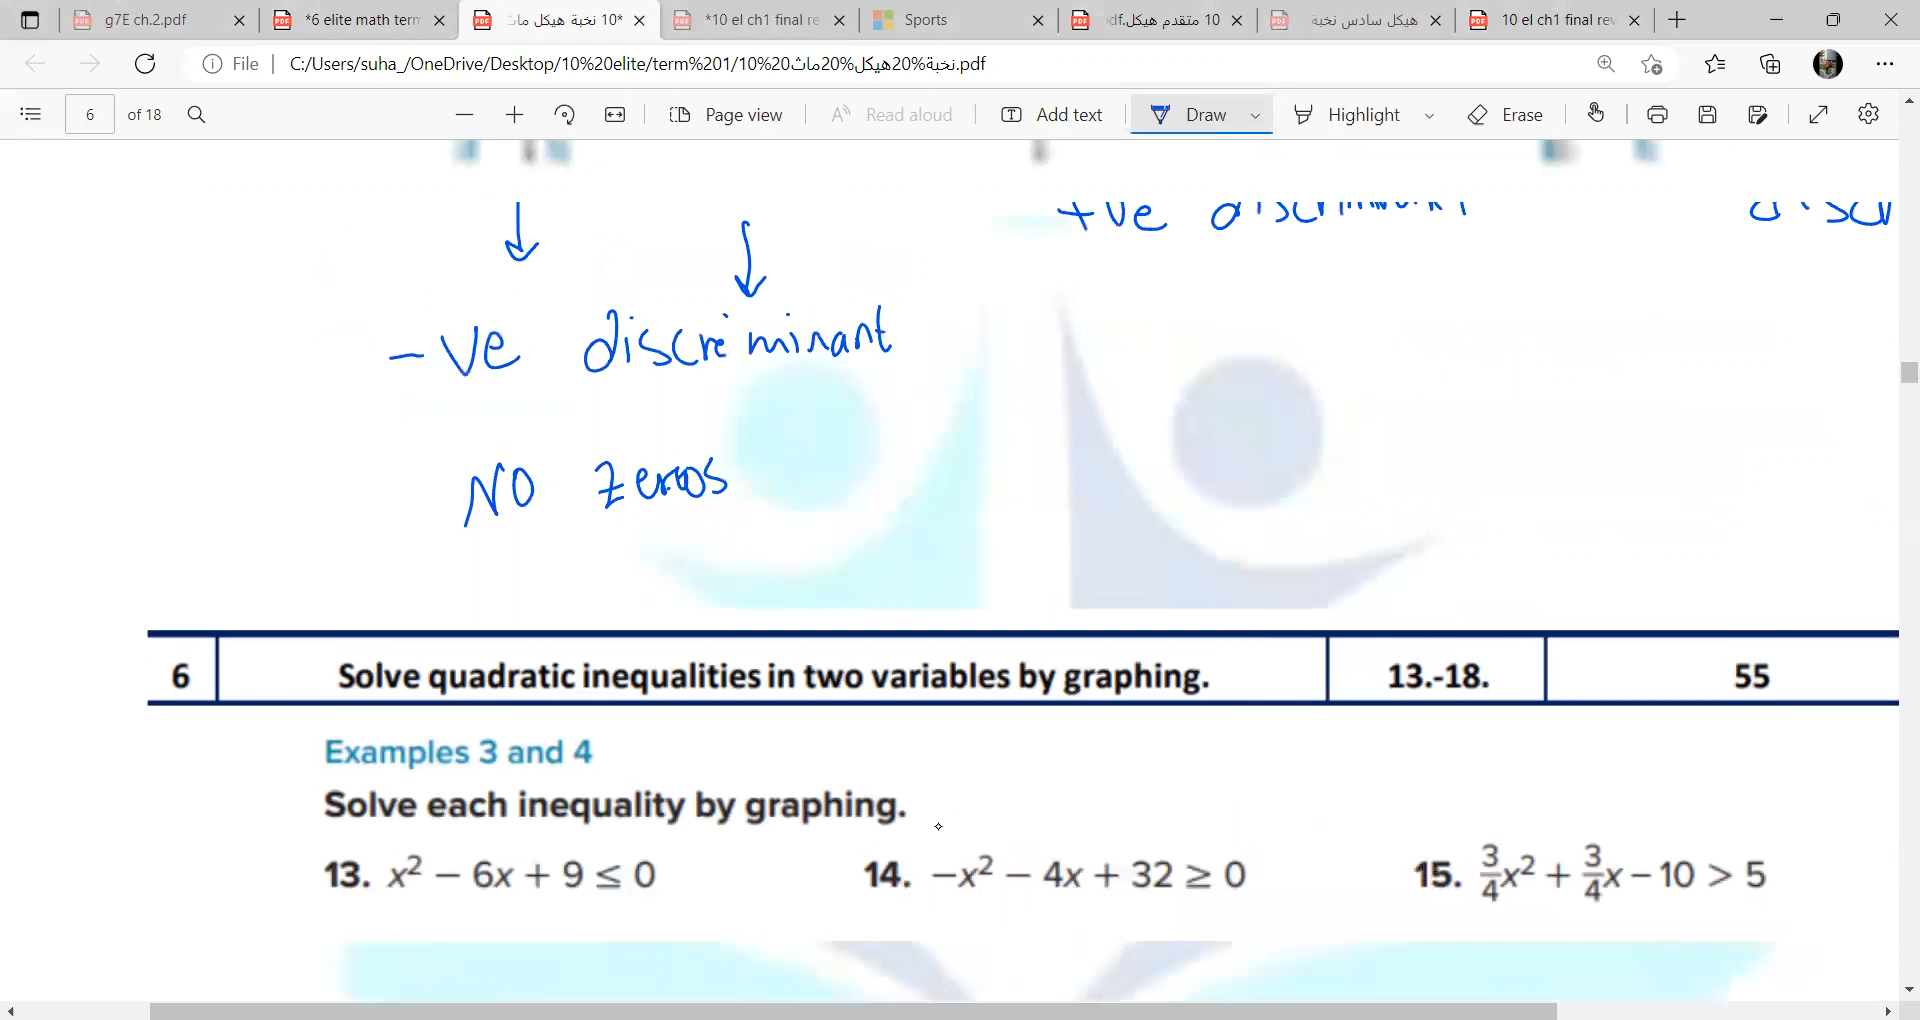 g7E ch.2.pdf
*6 elite math term
*10 نخبة هيكل ماث
*10 el ch1 final re
Sports
10 متقدم هيكل.pdf
هيكل سادس نخبة
10 el ch1 final rev
File
C:/Users/suha_/OneDrive/Desktop/10%20elite/term%201/10%20نخبة%20هيكل%20ماث.pdf
6 of 18
Page view
Read aloud
Add text
Draw
Highlight
Erase
+ve discriminant
-ve discriminant
No zeros
6 Solve quadratic inequalities in two variables by graphing. 13.-18. 55
Examples 3 and 4
Solve each inequality by graphing.
13. x² − 6x + 9 ≤ 0 14. −x² − 4x + 32 ≥ 0 15. 3/4x² + 3/4x − 10 > 5